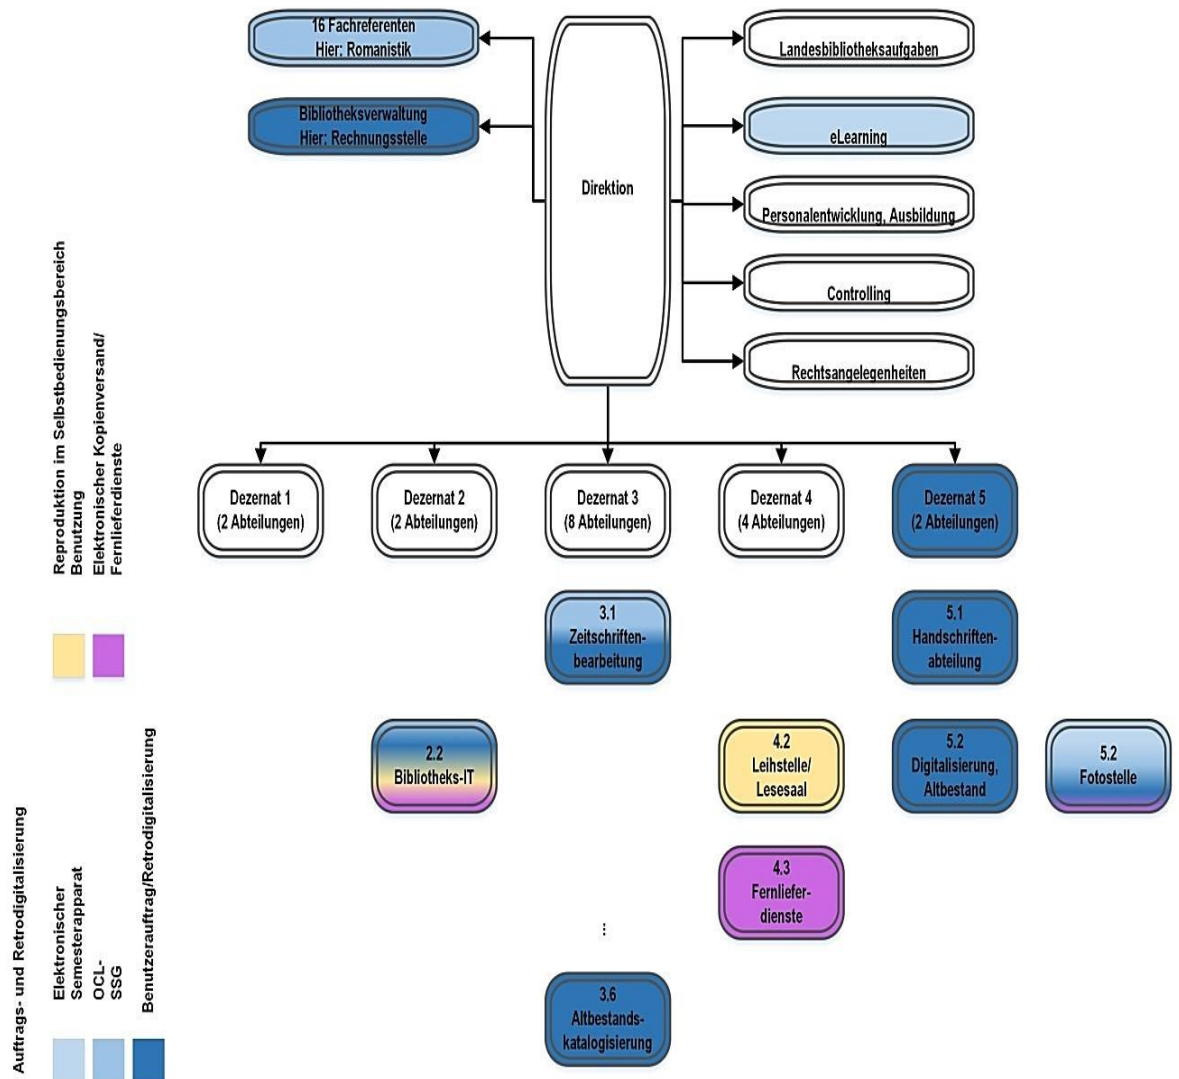 16 Fachreferenten
Hier: Romanistik
Bibliotheksverwaltung
Hier: Rechnungsstelle
Direktion
Landesbibliotheksaufgaben
eLearning
Personalentwicklung, Ausbildung
Controlling
Rechtsangelegenheiten
Dezernat 1
(2 Abteilungen)
Dezernat 2
(2 Abteilungen)
Dezernat 3
(8 Abteilungen)
Dezernat 4
(4 Abteilungen)
Dezernat 5
(2 Abteilungen)
3.1
Zeitschriften-
bearbeitung
5.1
Handschriften-
abteilung
2.2
Bibliotheks-IT
4.2
Leihstelle/
Lesesaal
5.2
Digitalisierung,
Altbestand
5.2
Fotostelle
4.3
Fernliefer-
dienste
...
3.6
Altbestands-
katalogisierung
Reproduktion im Selbstbedienungsbereich
Benutzung
Elektronischer Kopienversand/
Fernlieferdienste
Auftrags- und Retrodigitalisierung
Elektronischer
Semesterapparat
OCL-
SSG
Benutzerauftrag/Retrodigitalisierung